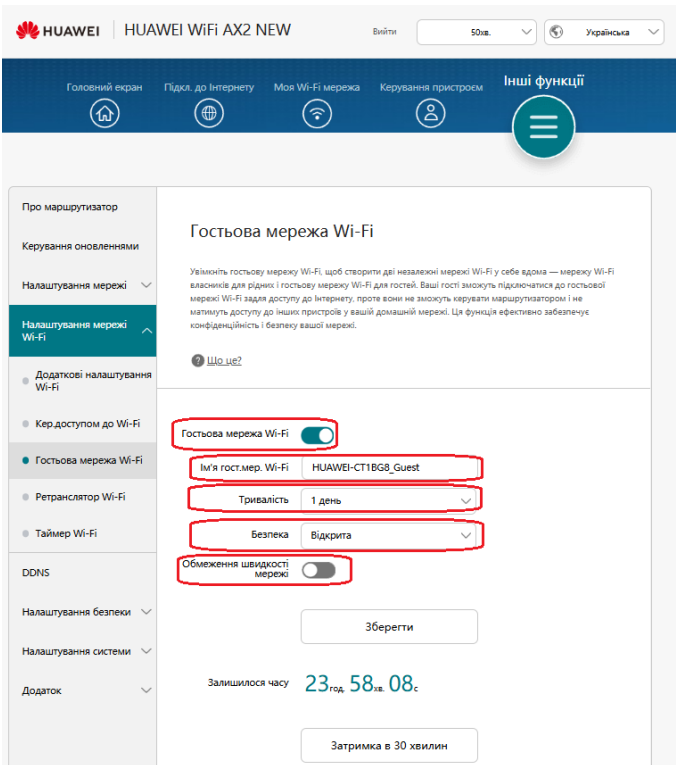 HUAWEI
HUAWEI WiFi AX2 NEW
Вийти
50хв.
Українська
Головний екран
Підкл. до Інтернету
Моя Wi-Fi мережа
Керування пристроєм
Інші функції
Про маршрутизатор
Керування оновленнями
Налаштування мережі
Налаштування мережі
Wi-Fi
Додаткові налаштування
Wi-Fi
Кер.доступом до Wi-Fi
Гостьова мережа Wi-Fi
Ретранслятор Wi-Fi
Таймер Wi-Fi
DDNS
Налаштування безпеки
Налаштування системи
Додаток
Гостьова мережа Wi-Fi
Увімкніть гостьову мережу Wi-Fi, щоб створити дві незалежні мережі Wi-Fi у себе вдома — мережу Wi-Fi
власників для рідних і гостьову мережу Wi-Fi для гостей. Ваші гості зможуть підключатися до гостьової
мережі Wi-Fi задля доступу до Інтернету, проте вони не зможуть керувати маршрутизатором і не
матимуть доступу до інших пристроїв у вашій домашній мережі. Ця функція ефективно забезпечує
конфіденційність і безпеку вашої мережі.
? Що це?
Гостьова мережа Wi-Fi
Ім'я гост.мер. Wi-Fi
HUAWEI-CT1BG8_Guest
Тривалість
1 день
Безпека
Відкрита
Обмеження швидкості
мережі
Зберегти
Залишилося часу
23год. 58хв. 08с
Затримка в 30 хвилин